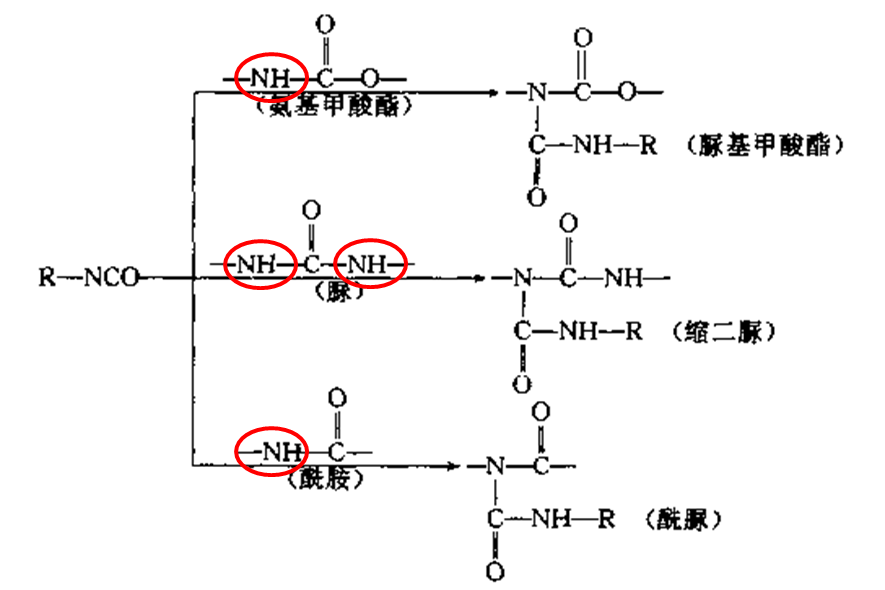 O
—NH—C—O—
(氨基甲酸酯)
O
—N—C—O—
C—NH—R (脲基甲酸酯)
O
O
—NH—C—NH—
R—NCO
(脲)
O
—N—C—NH—
C—NH—R (缩二脲)
O
O
—NH—C—
(酰胺)
O
—N—C—
C—NH—R (酰脲)
O